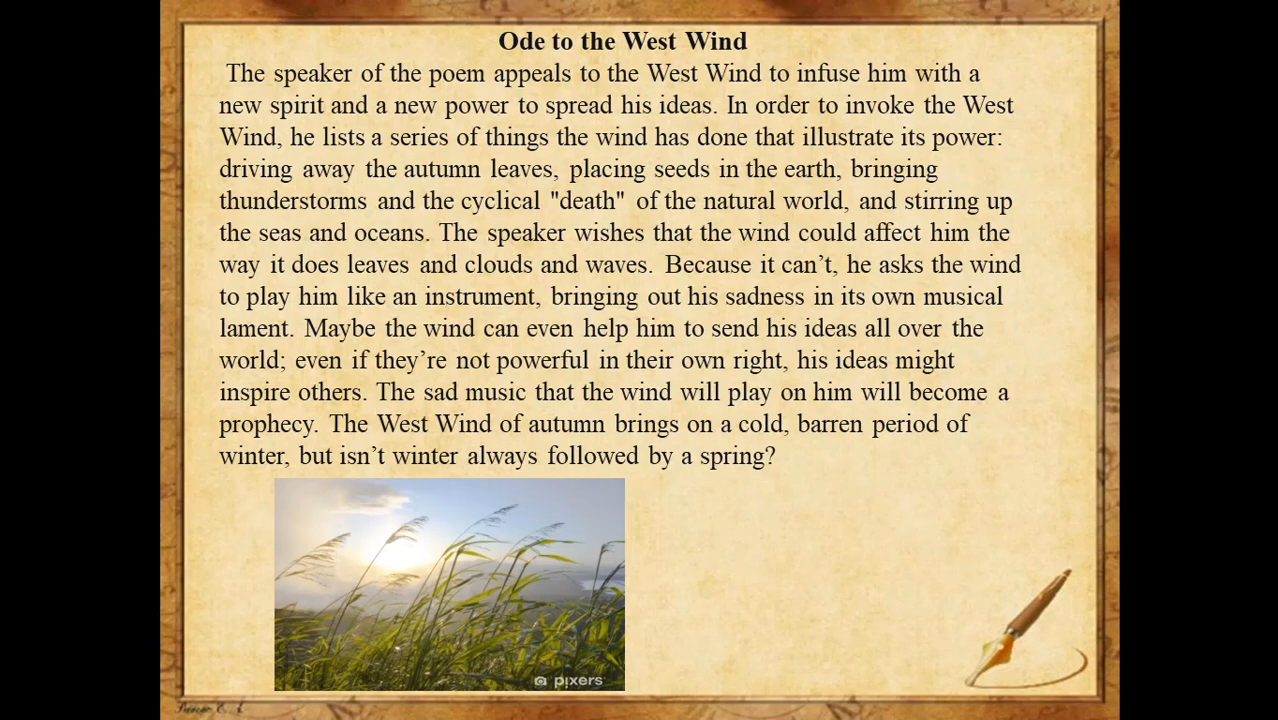 Ode to the West Wind
The speaker of the poem appeals to the West Wind to infuse him with a
new spirit and a new power to spread his ideas. In order to invoke the West
Wind, he lists a series of things the wind has done that illustrate its power:
driving away the autumn leaves, placing seeds in the earth, bringing
thunderstorms and the cyclical "death" of the natural world, and stirring up
the seas and oceans. The speaker wishes that the wind could affect him the
way it does leaves and clouds and waves. Because it can’t, he asks the wind
to play him like an instrument, bringing out his sadness in its own musical
lament. Maybe the wind can even help him to send his ideas all over the
world; even if they’re not powerful in their own right, his ideas might
inspire others. The sad music that the wind will play on him will become a
prophecy. The West Wind of autumn brings on a cold, barren period of
winter, but isn’t winter always followed by a spring?
pixers